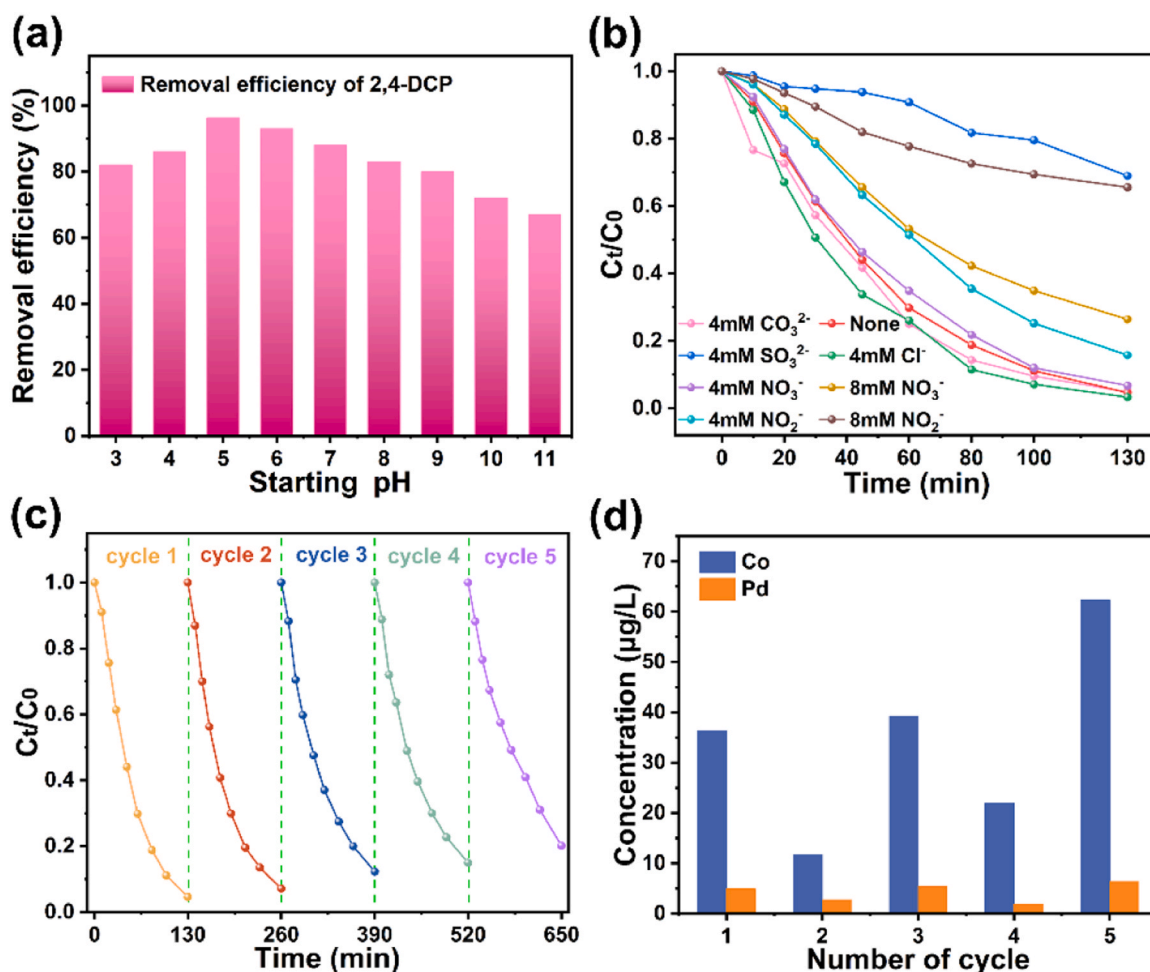 (a)
Removal efficiency of 2,4-DCP
Removal efficiency (%)
100
80
60
40
20
0
3 4 5 6 7 8 9 10 11
Starting pH
(b)
Ct/C0
1.0
0.8
0.6
0.4
0.2
0.0
4mM CO₃²⁻ None
4mM SO₃²⁻ 4mM Cl⁻
4mM NO₃⁻ 8mM NO₃⁻
4mM NO₂⁻ 8mM NO₂⁻
0 20 40 60 80 100 130
Time (min)
(c)
cycle 1 cycle 2 cycle 3 cycle 4 cycle 5
Ct/C0
1.0
0.8
0.6
0.4
0.2
0.0
0 130 260 390 520 650
Time (min)
(d)
Co
Pd
Concentration (µg/L)
70
60
50
40
30
20
10
0
1 2 3 4 5
Number of cycle